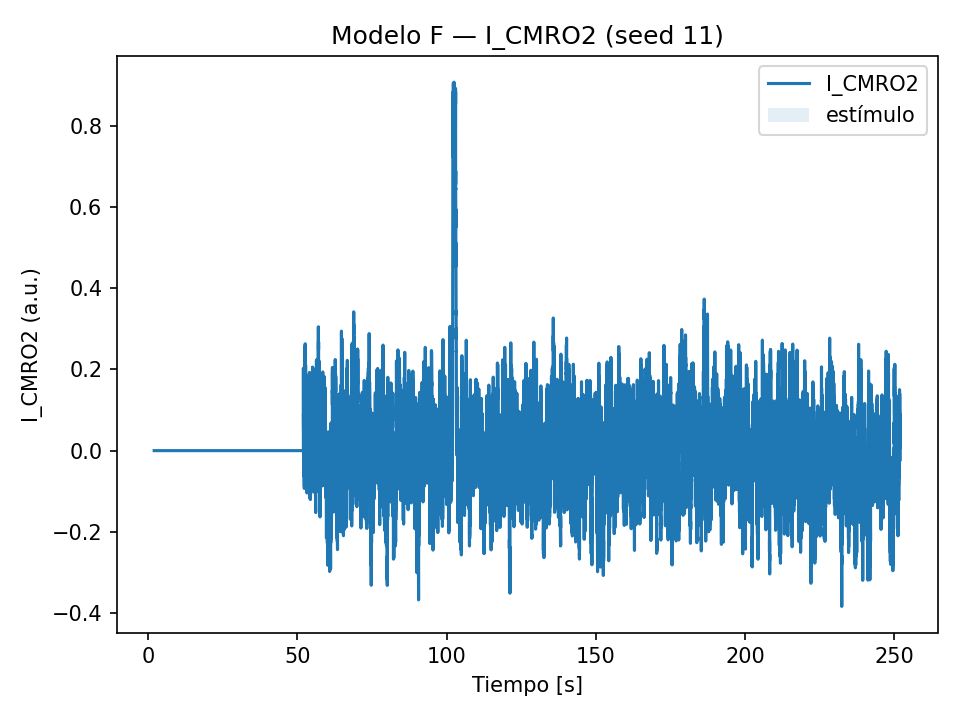 Modelo F — I_CMRO2 (seed 11)
I_CMRO2
estímulo
I_CMRO2 (a.u.)
0.8
0.6
0.4
0.2
0.0
−0.2
−0.4
0 50 100 150 200 250
Tiempo [s]